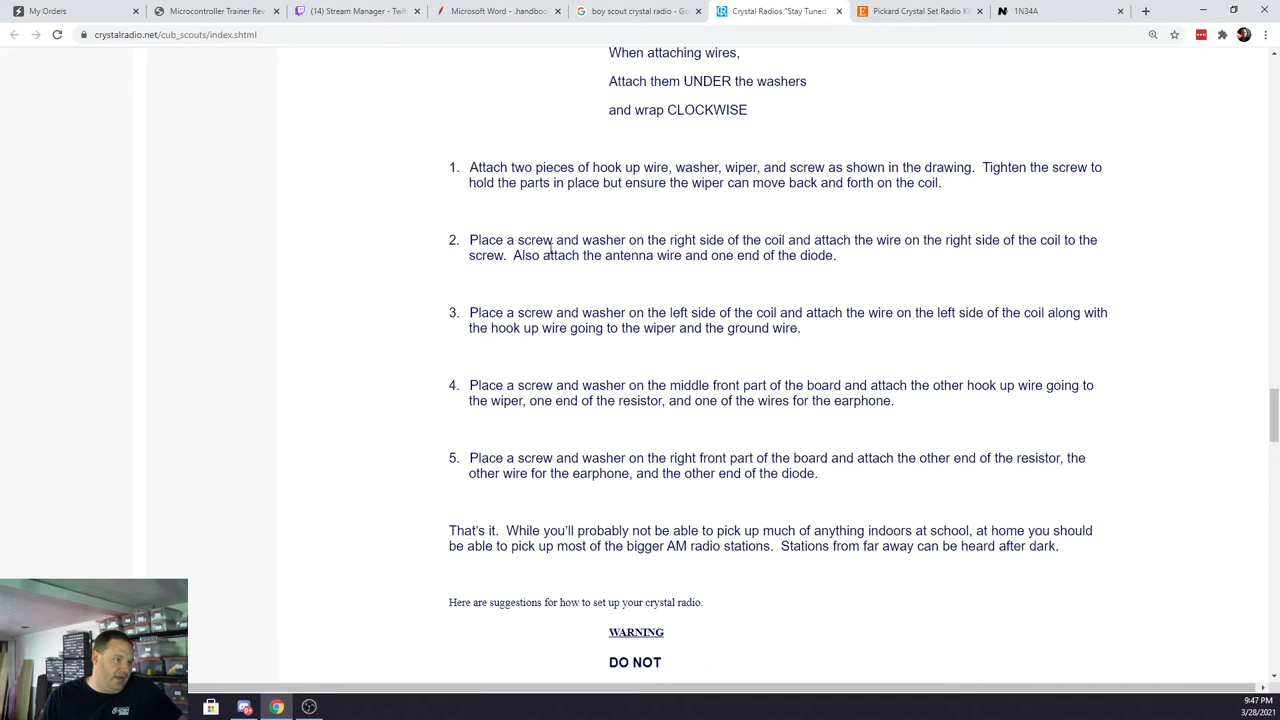 My Orders
Microcontroller Trainer Rev
(14) Stream Manager - Twitc
Microsoft Word - .handboo
boy scout crystal radio - Go
Crystal Radios "Stay Tuned"
Pickard Crystal Set Radio Ki
1N34A
crystalradio.net/cub_scouts/index.shtml
When attaching wires,
Attach them UNDER the washers
and wrap CLOCKWISE
1. Attach two pieces of hook up wire, washer, wiper, and screw as shown in the drawing. Tighten the screw to
hold the parts in place but ensure the wiper can move back and forth on the coil.
2. Place a screw and washer on the right side of the coil and attach the wire on the right side of the coil to the
screw. Also attach the antenna wire and one end of the diode.
3. Place a screw and washer on the left side of the coil and attach the wire on the left side of the coil along with
the hook up wire going to the wiper and the ground wire.
4. Place a screw and washer on the middle front part of the board and attach the other hook up wire going to
the wiper, one end of the resistor, and one of the wires for the earphone.
5. Place a screw and washer on the right front part of the board and attach the other end of the resistor, the
other wire for the earphone, and the other end of the diode.
That's it. While you'll probably not be able to pick up much of anything indoors at school, at home you should
be able to pick up most of the bigger AM radio stations. Stations from far away can be heard after dark.
Here are suggestions for how to set up your crystal radio.
WARNING
DO NOT
9:47 PM
3/28/2021